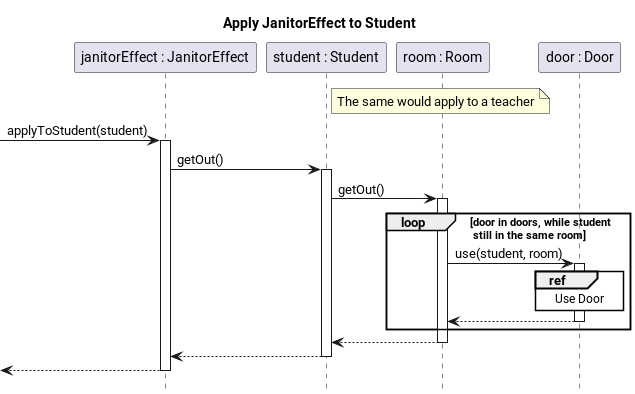 Apply JanitorEffect to Student
janitorEffect : JanitorEffect
student : Student
room : Room
door : Door
The same would apply to a teacher
applyToStudent(student)
getOut()
getOut()
loop
[door in doors, while student
still in the same room]
use(student, room)
ref
Use Door